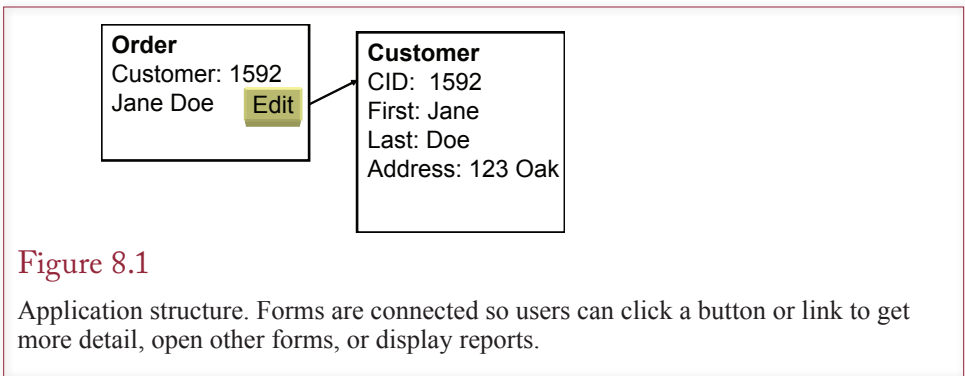 Order
Customer: 1592
Jane Doe
Edit
Customer
CID: 1592
First: Jane
Last: Doe
Address: 123 Oak
Figure 8.1
Application structure. Forms are connected so users can click a button or link to get
more detail, open other forms, or display reports.